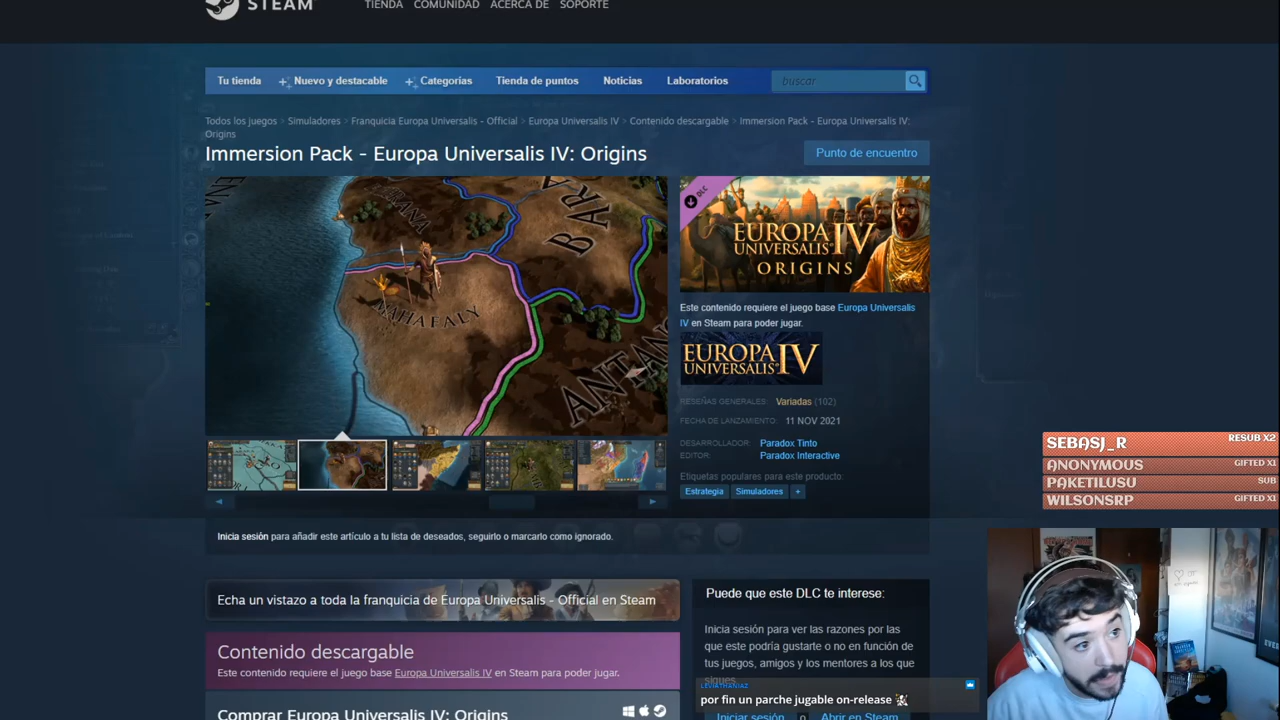 STEAM
TIENDA COMUNIDAD ACERCA DE SOPORTE
Tu tienda Nuevo y destacable Categorías Tienda de puntos Noticias Laboratorios buscar
Todos los juegos > Simuladores > Franquicia Europa Universalis - Official > Europa Universalis IV > Contenido descargable > Immersion Pack - Europa Universalis IV:
Origins
Immersion Pack - Europa Universalis IV: Origins
Punto de encuentro
BARA
MAHAFALY
ANTAN
DLC
EUROPA
UNIVERSALIS IV
ORIGINS
Este contenido requiere el juego base Europa Universalis
IV en Steam para poder jugar.
EUROPA
UNIVERSALIS IV
RESEÑAS GENERALES: Variadas (102)
FECHA DE LANZAMIENTO: 11 NOV 2021
DESARROLLADOR: Paradox Tinto
EDITOR: Paradox Interactive
Etiquetas populares para este producto:
Estrategia Simuladores +
Inicia sesión para añadir este artículo a tu lista de deseados, seguirlo o marcarlo como ignorado.
Echa un vistazo a toda la franquicia de Europa Universalis - Official en Steam
Contenido descargable
Este contenido requiere el juego base Europa Universalis IV en Steam para poder jugar.
Comprar Europa Universalis IV: Origins
Puede que este DLC te interese:
Inicia sesión para ver las razones por las
que este podría gustarte o no en función de
tus juegos, amigos y los mentores a los que
sigues.
Iniciar sesión o Abrir en Steam
SEBASJ_R RESUB X2
ANONYMOUS GIFTED X1
PAKETILUSU SUB
WILSONSRP GIFTED X1
LEVIATHANIAZ
por fin un parche jugable on-release